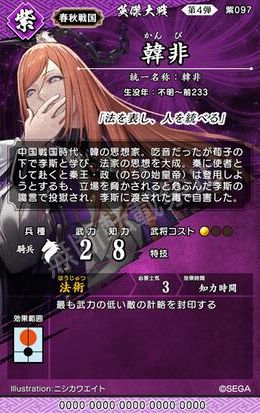 紫
春秋戦国
英傑大戦
第4弾
紫097
かんぴ
韓非
統一名称：韓非
生没年：不明～前233
「法を表し、人を統べる」
中国戦国時代、韓の思想家。吃音だったが荀子の
下で李斯と学び、法家の思想を大成。秦に使者と
して赴くと秦王・政（のちの始皇帝）は登用しよ
うとするも、立場を脅かされると危ぶんだ李斯の
讒言で投獄され、李斯に渡された毒で自害した。
兵種 武力 知力 武将コスト
騎兵 2 8 特技
ほうじゅつ
法術
必要士気
3
効果時間
知力時間
最も武力の低い敵の計略を封印する
効果範囲
Illustration:ニシカワエイト
©SEGA
0000-0000-0000-0000-0000